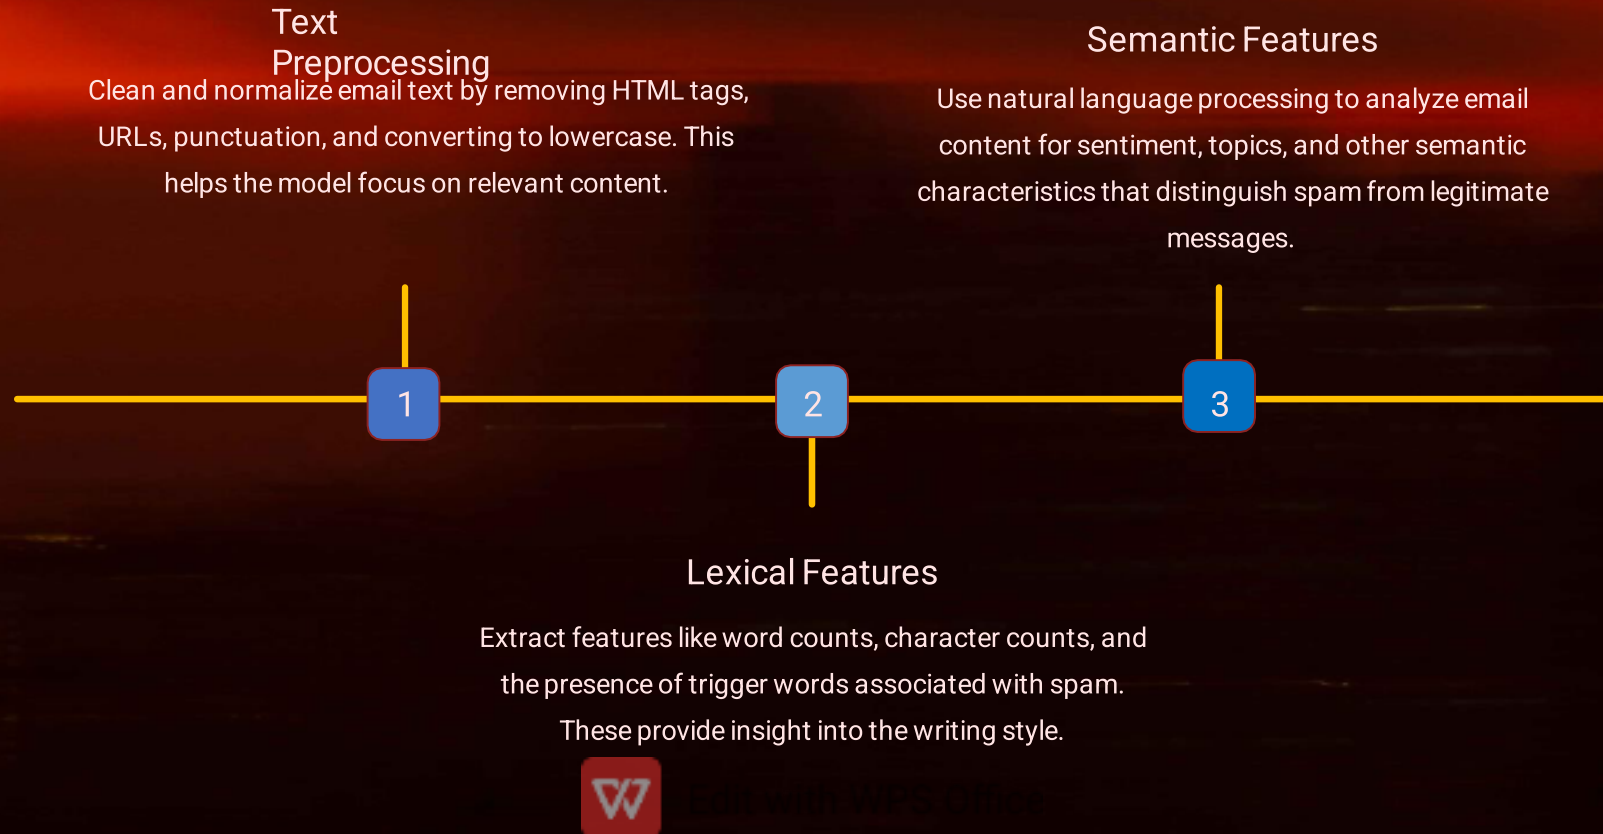 Text
Preprocessing
Clean and normalize email text by removing HTML tags,
URLs, punctuation, and converting to lowercase. This
helps the model focus on relevant content.
Semantic Features
Use natural language processing to analyze email
content for sentiment, topics, and other semantic
characteristics that distinguish spam from legitimate
messages.
1
2
3
Lexical Features
Extract features like word counts, character counts, and
the presence of trigger words associated with spam.
These provide insight into the writing style.
Edit with WPS Office